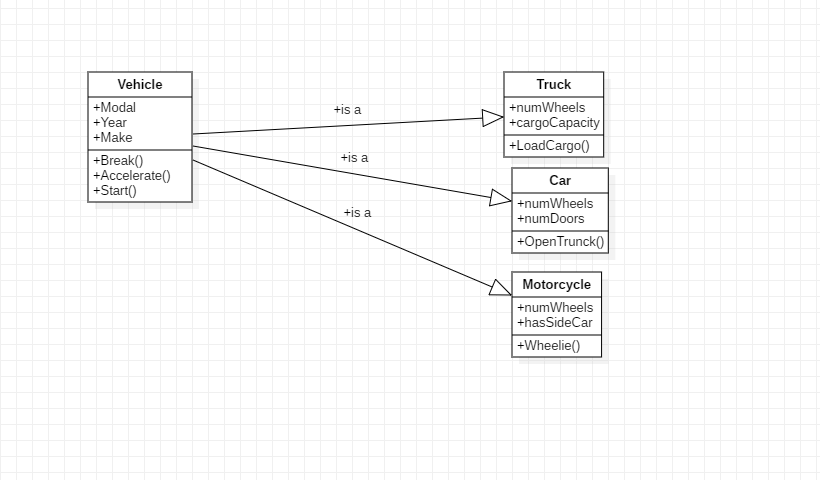 Vehicle
+Modal
+Year
+Make
+Break()
+Accelerate()
+Start()
+is a
+is a
+is a
Truck
+numWheels
+cargoCapacity
+LoadCargo()
Car
+numWheels
+numDoors
+OpenTrunck()
Motorcycle
+numWheels
+hasSideCar
+Wheelie()